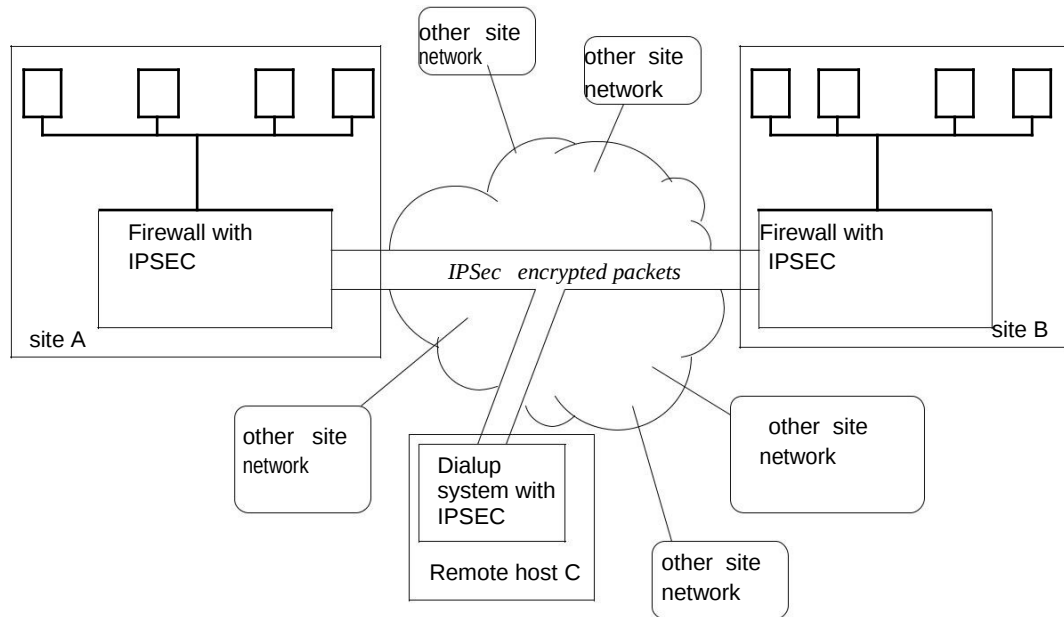 other site
network
other site
network
Firewall with
IPSEC
site A
IPSec encrypted packets
Firewall with
IPSEC
site B
other site
network
Dialup
system with
IPSEC
Remote host C
other site
network
other site
network